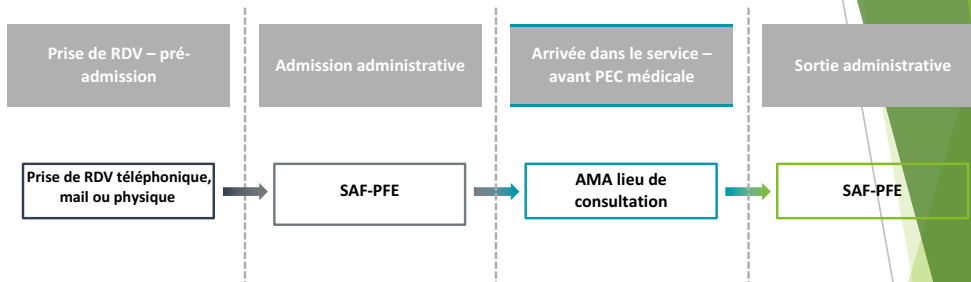 Prise de RDV – pré-
admission
Admission administrative
Arrivée dans le service –
avant PEC médicale
Sortie administrative
Prise de RDV téléphonique,
mail ou physique
SAF-PFE
AMA lieu de
consultation
SAF-PFE